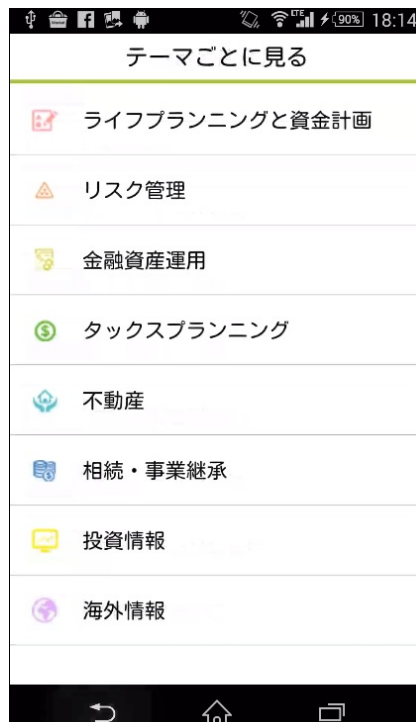 90% 18:14
テーマごとに見る
ライフプランニングと資金計画
リスク管理
金融資産運用
タックスプランニング
不動産
相続・事業継承
投資情報
海外情報